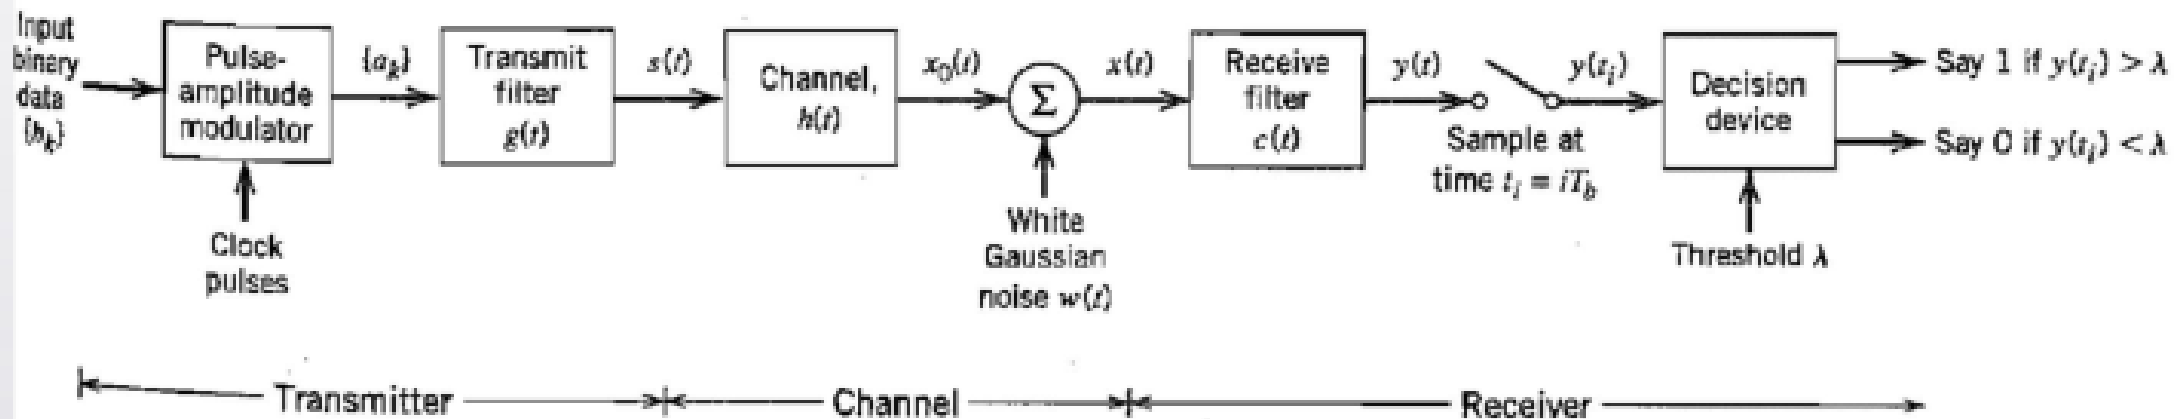 Input
binary
data
{b_k}
Pulse-
amplitude
modulator
Clock
pulses
{a_k}
Transmit
filter
g(t)
s(t)
Channel,
h(t)
x_0(t)
Σ
White
Gaussian
noise w(t)
x(t)
Receive
filter
c(t)
y(t)
Sample at
time t_i = iT_b
y(t_i)
Decision
device
Threshold λ
Say 1 if y(t_i) > λ
Say 0 if y(t_i) < λ
Transmitter
Channel
Receiver